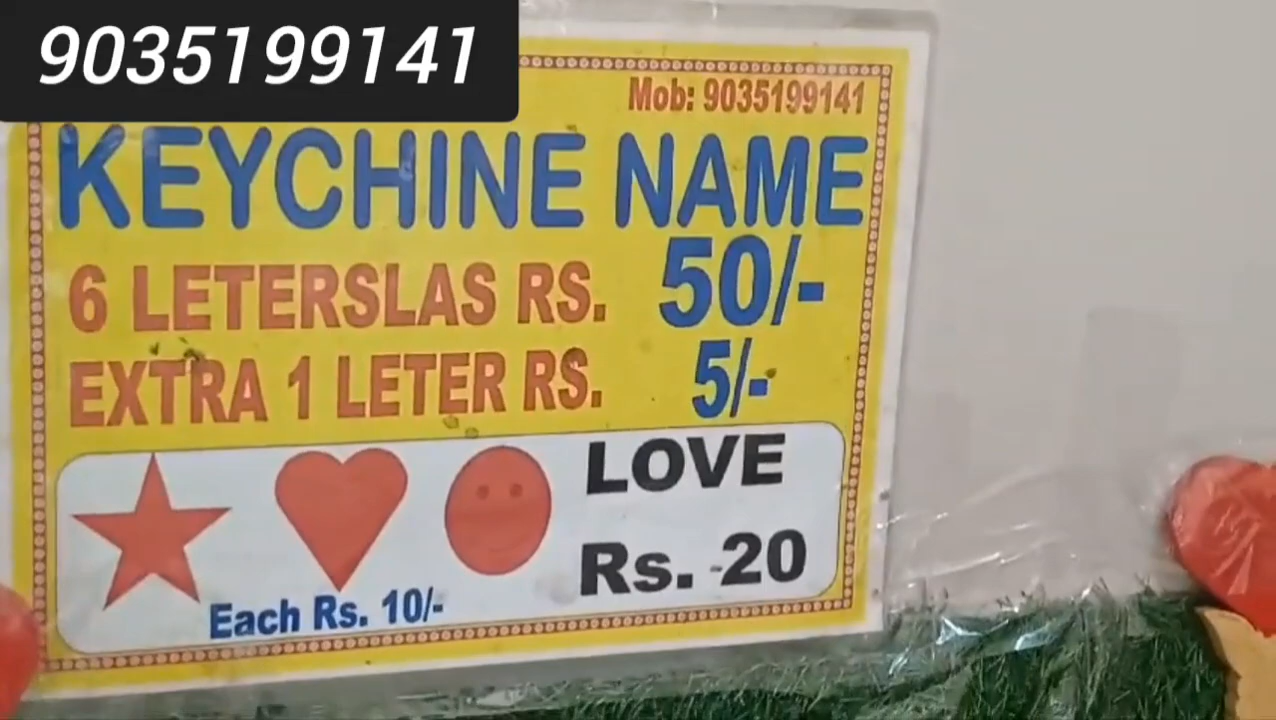 9035199141
Mob: 9035199141
KEYCHINE NAME
6 LETERSLAS RS. 50/-
EXTRA 1 LETER RS. 5/-
LOVE
Rs. 20
Each Rs. 10/-